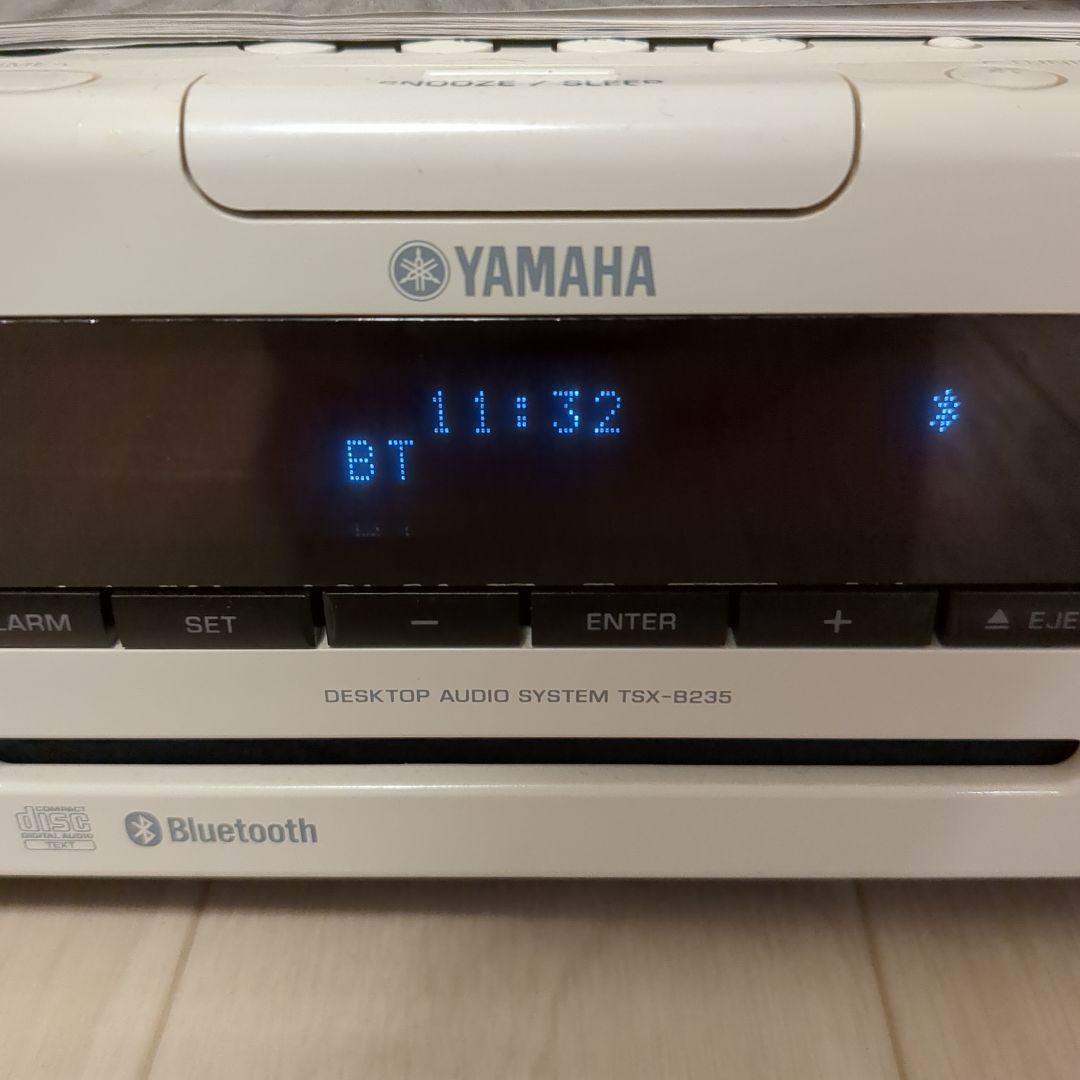 SNOOZE / SLEEP
YAMAHA
11:32
BT
SET
−
ENTER
+
DESKTOP AUDIO SYSTEM TSX-B235
COMPACT
disc
DIGITAL AUDIO
TEXT
Bluetooth